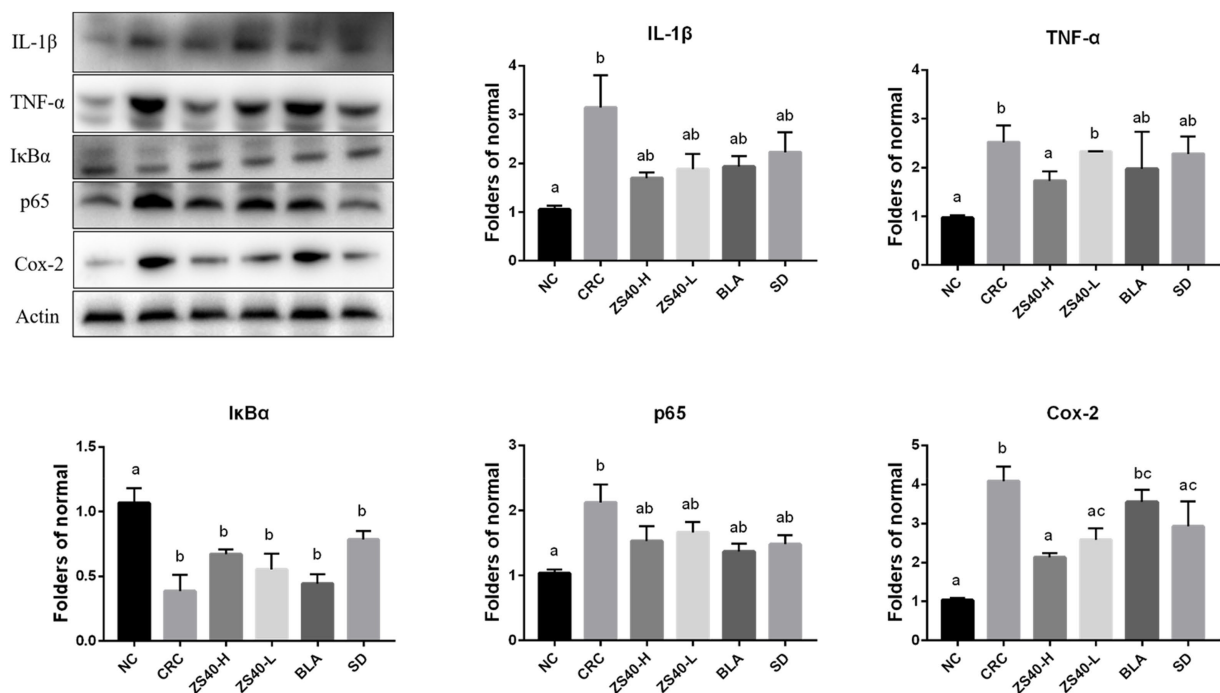 IL-1β
TNF-α
IκBα
p65
Cox-2
Actin
IL-1β
Folders of normal
4
3
2
1
0
a
b
ab
ab
ab
ab
NC
CRC
ZS40-H
ZS40-L
BLA
SD
TNF-α
Folders of normal
4
3
2
1
0
a
b
a
b
ab
ab
NC
CRC
ZS40-H
ZS40-L
BLA
SD
IκBα
Folders of normal
1.5
1.0
0.5
0.0
a
b
b
b
b
b
NC
CRC
ZS40-H
ZS40-L
BLA
SD
p65
Folders of normal
3
2
1
0
a
b
ab
ab
ab
ab
NC
CRC
ZS40-H
ZS40-L
BLA
SD
Cox-2
Folders of normal
5
4
3
2
1
0
a
b
a
ac
bc
ac
NC
CRC
ZS40-H
ZS40-L
BLA
SD